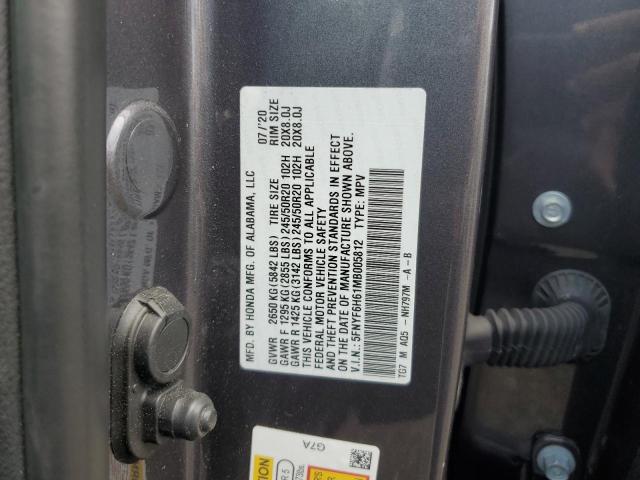 MFD. BY HONDA MFG. OF ALABAMA, LLC 07/'20
GVWR 2650 KG (5842 LBS) TIRE SIZE RIM SIZE
GAWR F 1295 KG (2855 LBS) 245/50R20 102H 20X8.0J
GAWR R 1425 KG (3142 LBS) 245/50R20 102H 20X8.0J
THIS VEHICLE CONFORMS TO ALL APPLICABLE
FEDERAL MOTOR VEHICLE SAFETY
AND THEFT PREVENTION STANDARDS IN EFFECT
ON THE DATE OF MANUFACTURE SHOWN ABOVE.
V.I.N.: 5FNYF6H61MB005812 TYPE: MPV
TG7 M A05 -NH797M -A -B
G7A